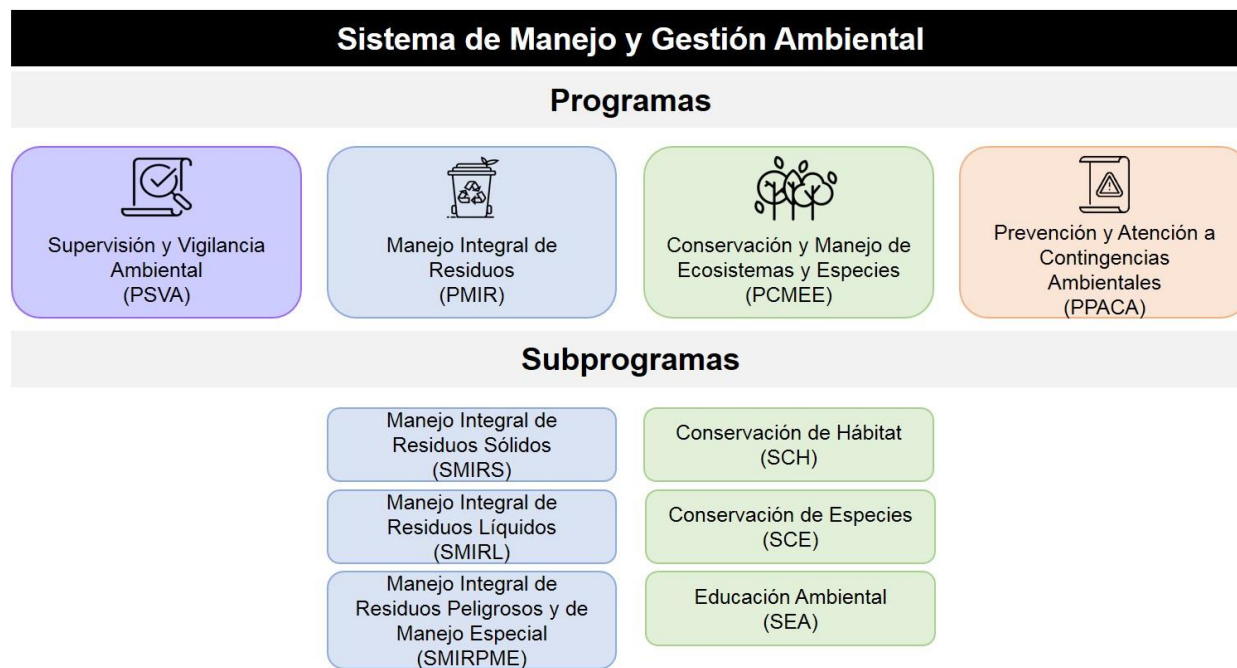 Sistema de Manejo y Gestión Ambiental
Programas
Supervisión y Vigilancia
Ambiental
(PSVA)
Manejo Integral de
Residuos
(PMIR)
Conservación y Manejo de
Ecosistemas y Especies
(PCMEE)
Prevención y Atención a
Contingencias
Ambientales
(PPACA)
Subprogramas
Manejo Integral de
Residuos Sólidos
(SMIRS)
Conservación de Hábitat
(SCH)
Manejo Integral de
Residuos Líquidos
(SMIRL)
Conservación de Especies
(SCE)
Manejo Integral de
Residuos Peligrosos y de
Manejo Especial
(SMIRPME)
Educación Ambiental
(SEA)